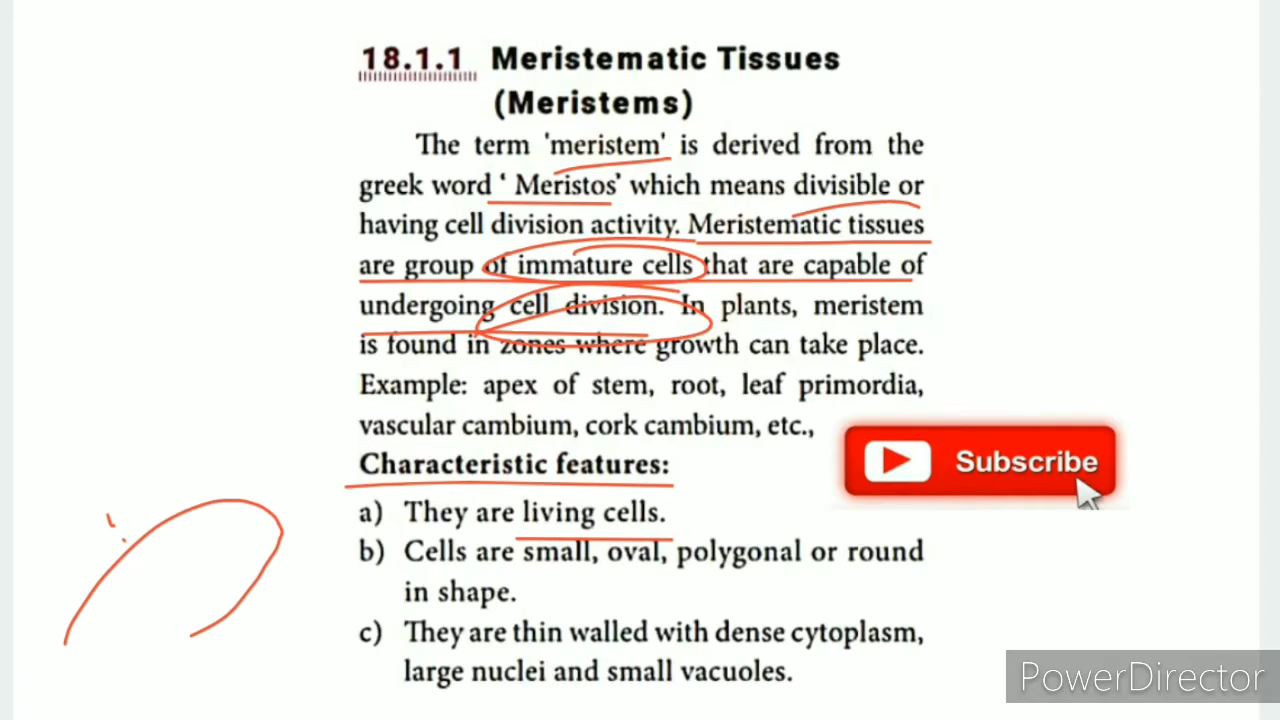 18.1.1 Meristematic Tissues
(Meristems)
The term 'meristem' is derived from the
greek word ‘ Meristos’ which means divisible or
having cell division activity. Meristematic tissues
are group of immature cells that are capable of
undergoing cell division. In plants, meristem
is found in zones where growth can take place.
Example: apex of stem, root, leaf primordia,
vascular cambium, cork cambium, etc.,
Subscribe
Characteristic features:
a) They are living cells.
b) Cells are small, oval, polygonal or round
in shape.
c) They are thin walled with dense cytoplasm,
large nuclei and small vacuoles.
PowerDirector